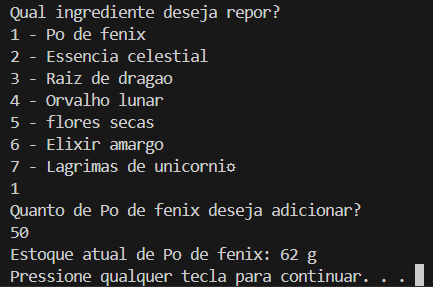 Qual ingrediente deseja repor?
1 - Po de fenix
2 - Essencia celestial
3 - Raiz de dragao
4 - Orvalho lunar
5 - flores secas
6 - Elixir amargo
7 - Lagrimas de unicorni☼
1
Quanto de Po de fenix deseja adicionar?
50
Estoque atual de Po de fenix: 62 g
Pressione qualquer tecla para continuar. . .